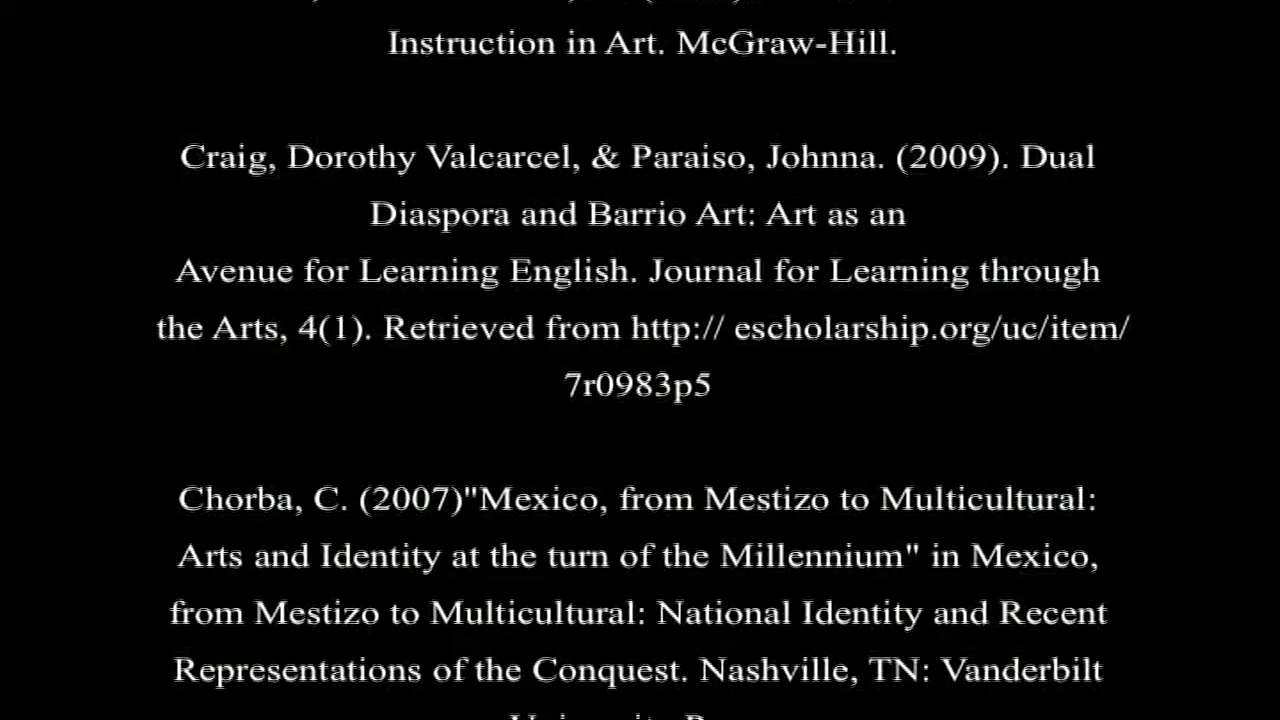 Instruction in Art. McGraw-Hill.
Craig, Dorothy Valcarcel, & Paraiso, Johnna. (2009). Dual
Diaspora and Barrio Art: Art as an
Avenue for Learning English. Journal for Learning through
the Arts, 4(1). Retrieved from http:// escholarship.org/uc/item/
7r0983p5
Chorba, C. (2007)"Mexico, from Mestizo to Multicultural:
Arts and Identity at the turn of the Millennium" in Mexico,
from Mestizo to Multicultural: National Identity and Recent
Representations of the Conquest. Nashville, TN: Vanderbilt